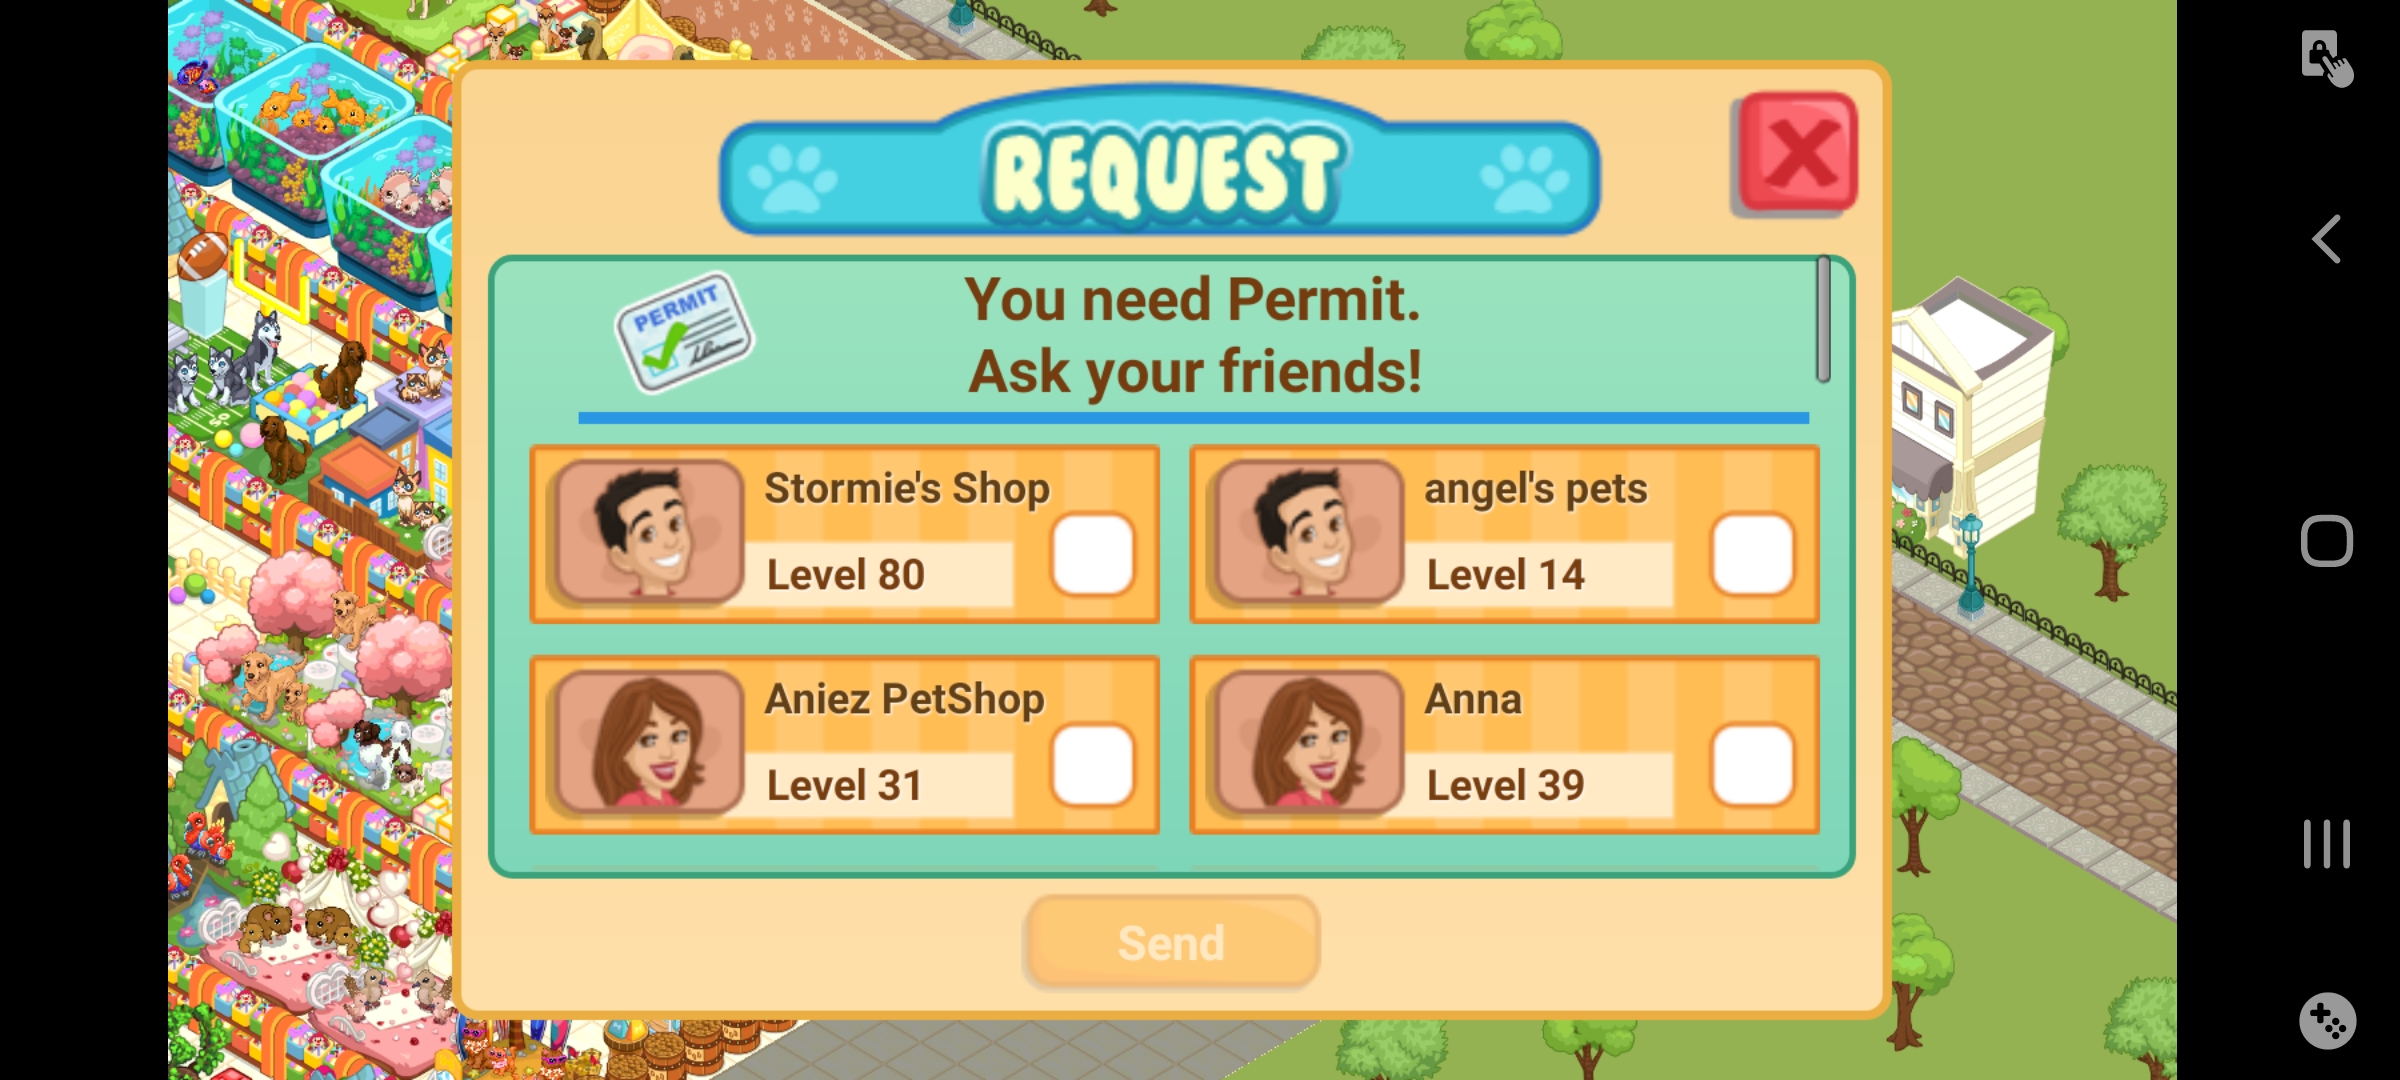 REQUEST
PERMIT
You need Permit.
Ask your friends!
Stormie's Shop
Level 80
angel's pets
Level 14
Aniez PetShop
Level 31
Anna
Level 39
Send